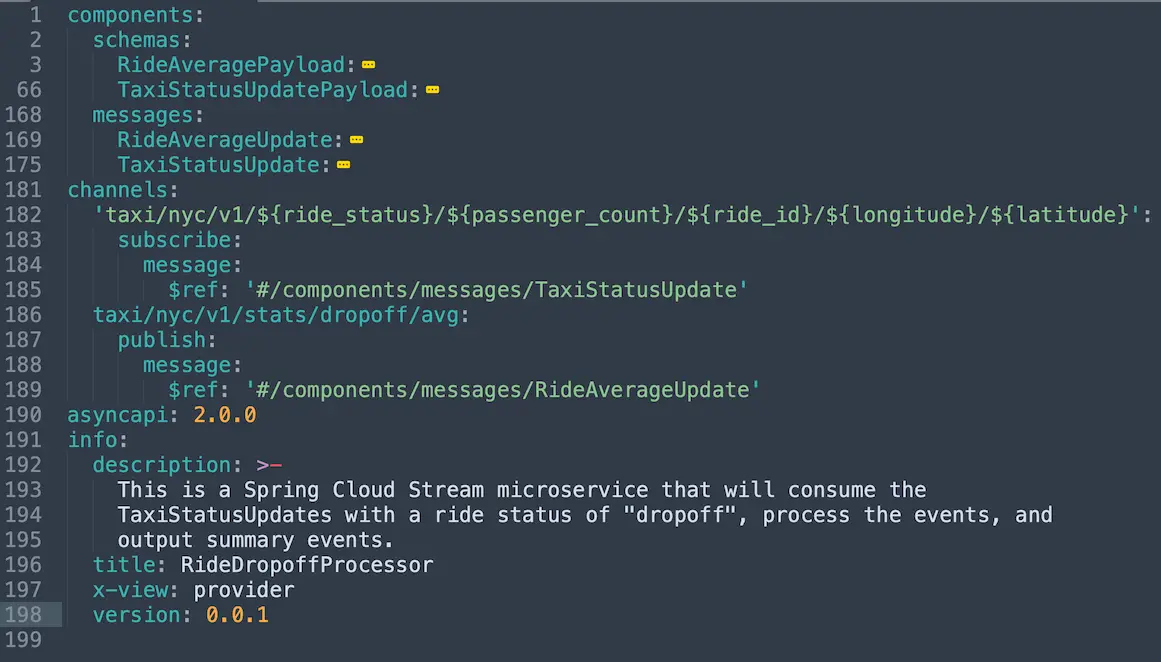 1 components:
2   schemas:
3     RideAveragePayload:
66     TaxiStatusUpdatePayload:
168   messages:
169     RideAverageUpdate:
175     TaxiStatusUpdate:
181 channels:
182   'taxi/nyc/v1/${ride_status}/${passenger_count}/${ride_id}/${longitude}/${latitude}':
183     subscribe:
184       message:
185         $ref: '#/components/messages/TaxiStatusUpdate'
186   taxi/nyc/v1/stats/dropoff/avg:
187     publish:
188       message:
189         $ref: '#/components/messages/RideAverageUpdate'
190 asyncapi: 2.0.0
191 info:
192   description: >-
193     This is a Spring Cloud Stream microservice that will consume the
194     TaxiStatusUpdates with a ride status of "dropoff", process the events, and
195     output summary events.
196   title: RideDropoffProcessor
197   x-view: provider
198   version: 0.0.1
199